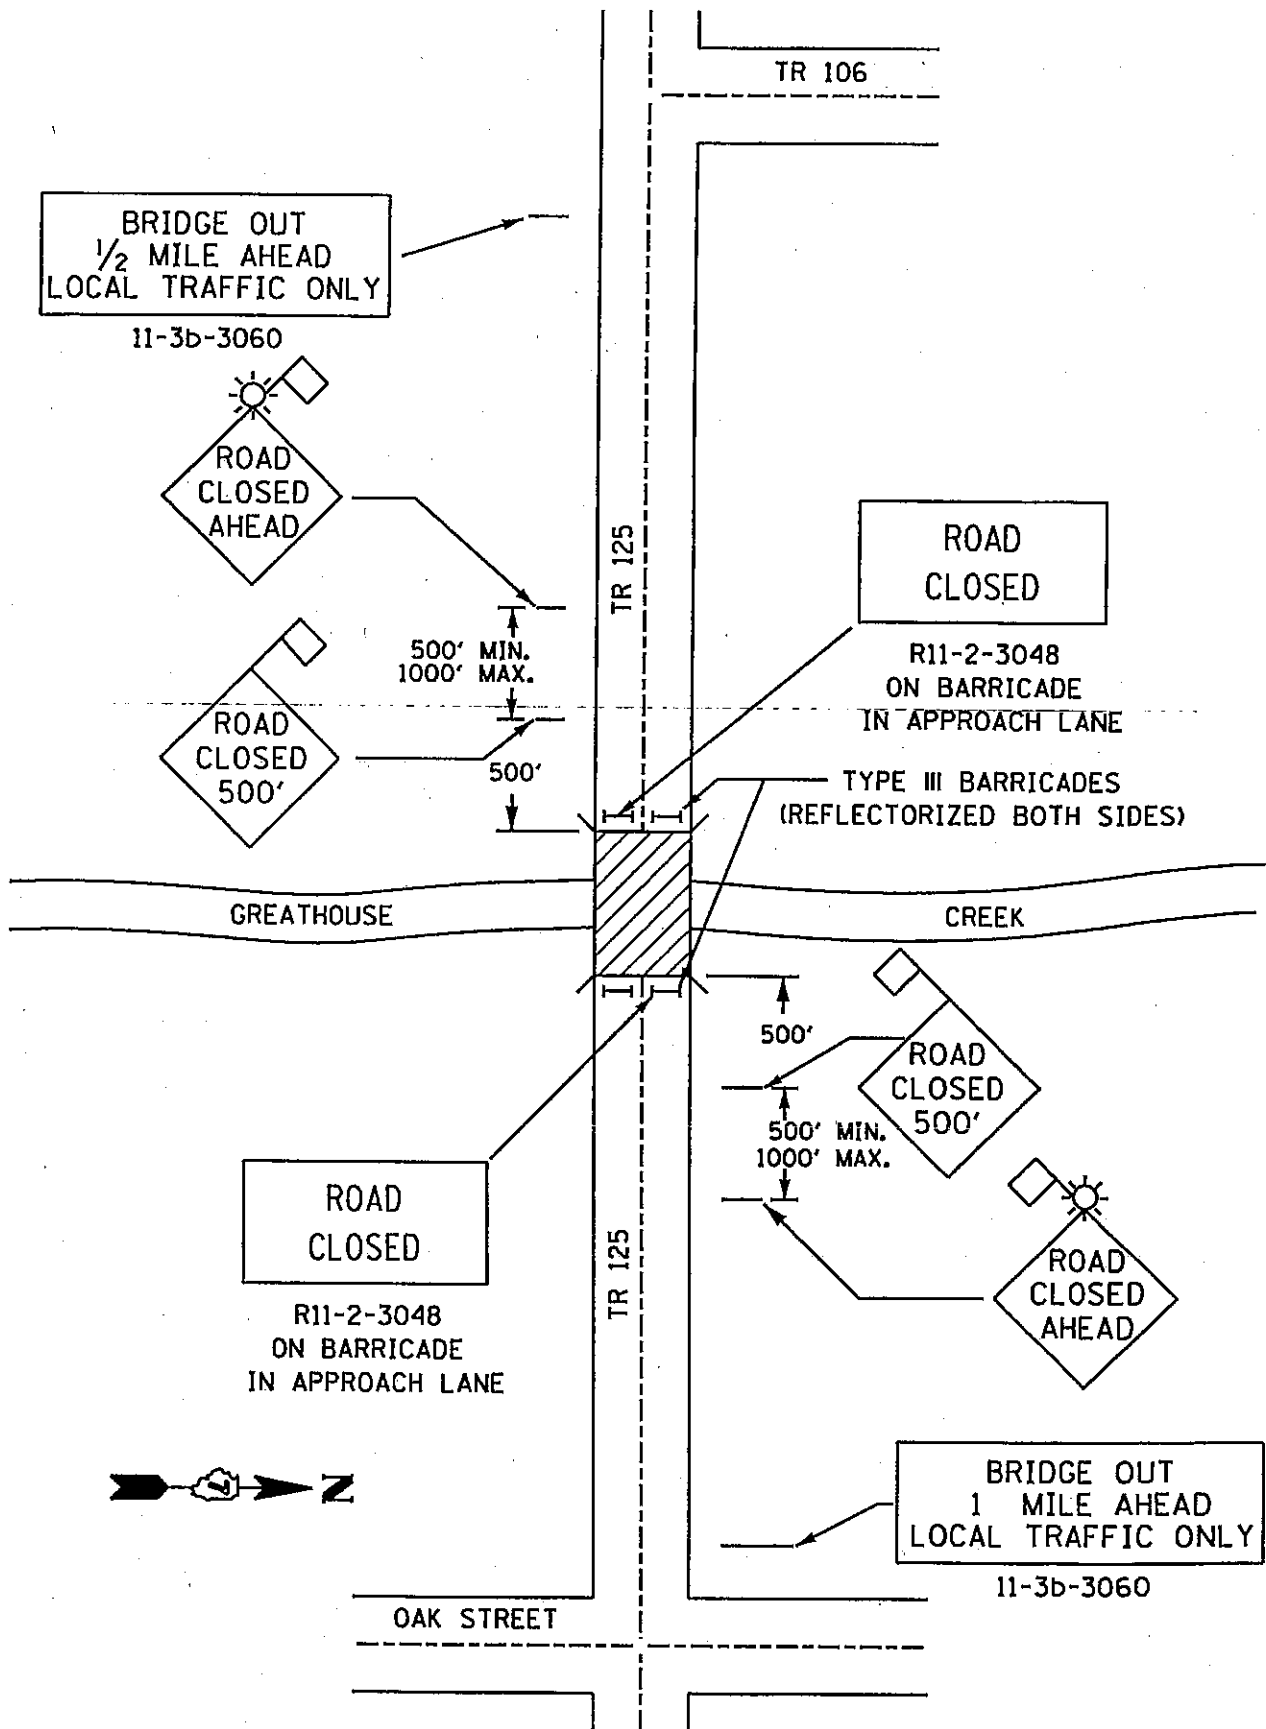 TR 106
BRIDGE OUT
1/2 MILE AHEAD
LOCAL TRAFFIC ONLY
11-3b-3060
ROAD
CLOSED
AHEAD
TR 125
ROAD
CLOSED
R11-2-3048
ON BARRICADE
IN APPROACH LANE
500' MIN.
1000' MAX.
ROAD
CLOSED
500'
500'
TYPE III BARRICADES
(REFLECTORIZED BOTH SIDES)
GREATHOUSE
CREEK
500'
ROAD
CLOSED
500'
500' MIN.
1000' MAX.
ROAD
CLOSED
R11-2-3048
ON BARRICADE
IN APPROACH LANE
TR 125
ROAD
CLOSED
AHEAD
N
BRIDGE OUT
1 MILE AHEAD
LOCAL TRAFFIC ONLY
11-3b-3060
OAK STREET